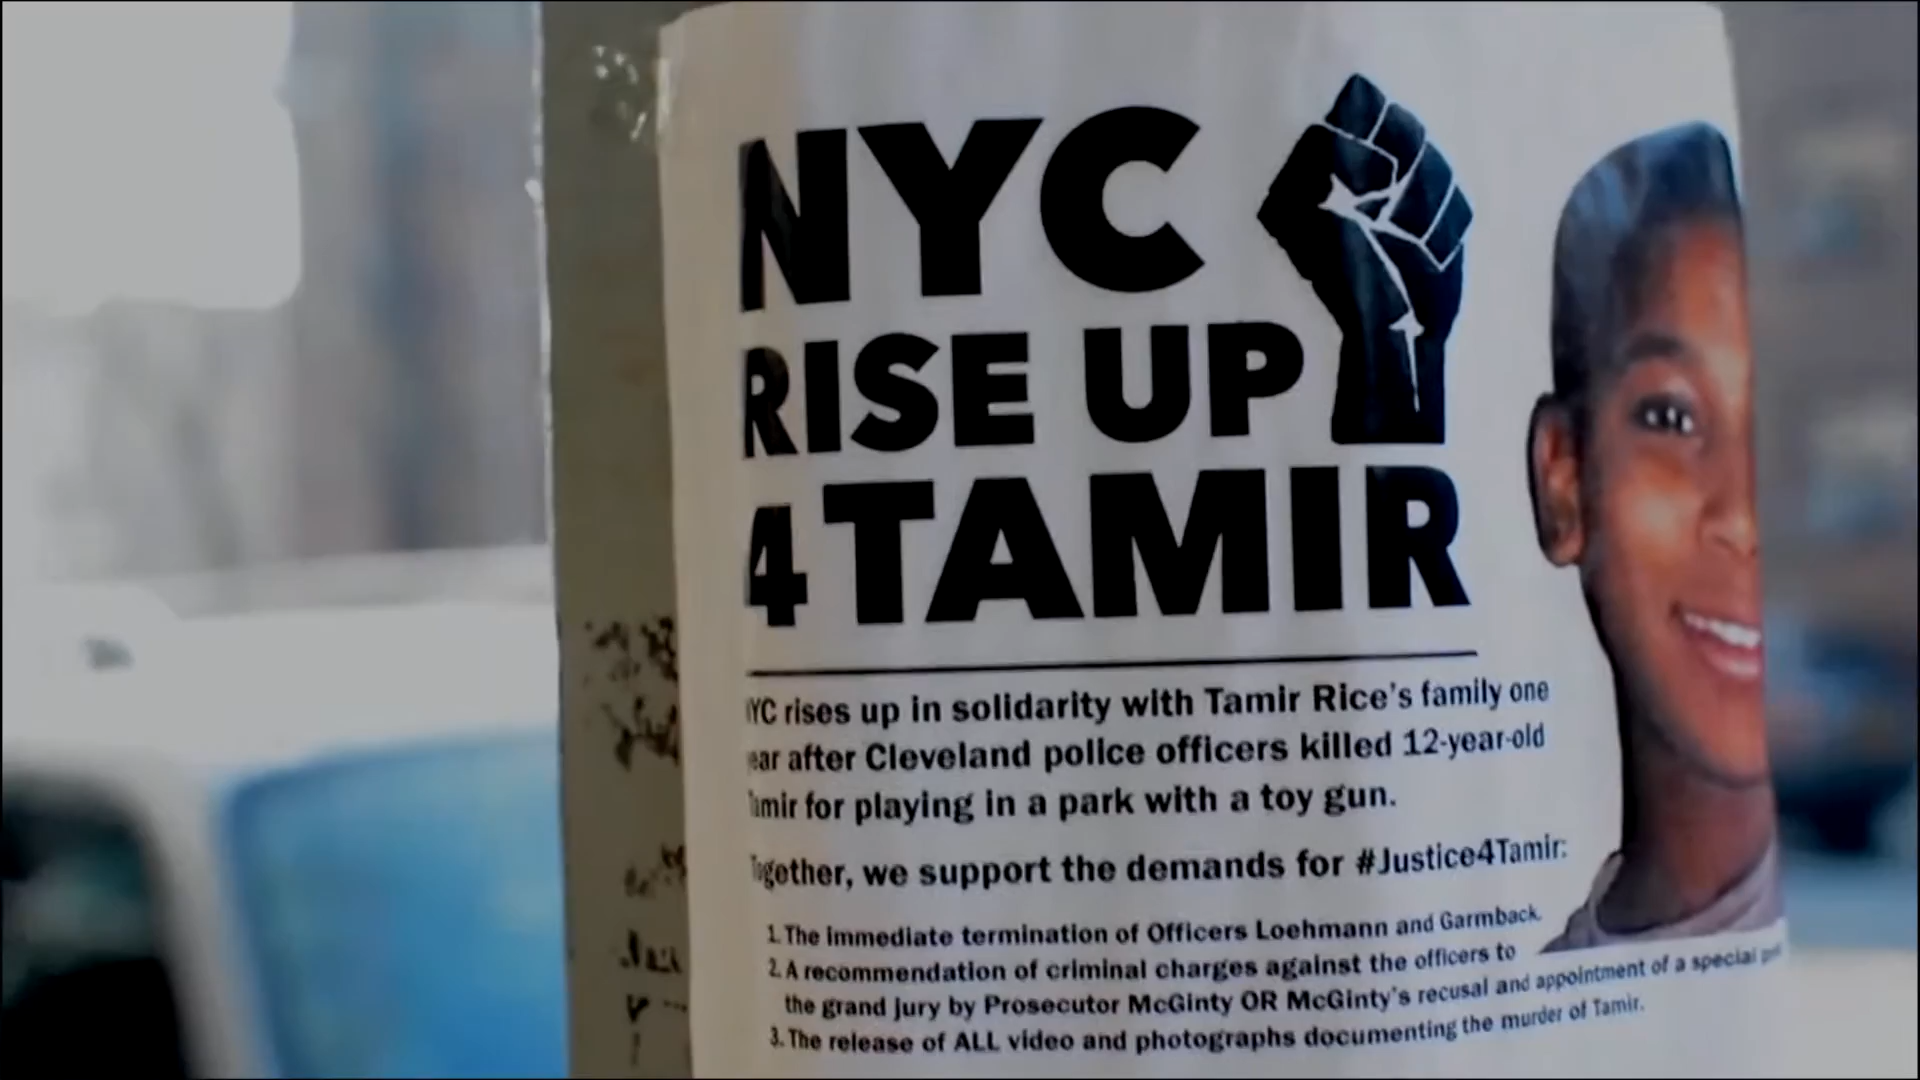 NYC
RISE UP
4 TAMIR
YC rises up in solidarity with Tamir Rice's family one
ear after Cleveland police officers killed 12-year-old
amir for playing in a park with a toy gun.
Together, we support the demands for #Justice4Tamir:
1. The immediate termination of Officers Loehmann and Garmback.
2. A recommendation of criminal charges against the officers to
the grand jury by Prosecutor McGinty OR McGinty's recusal and appointment of a special
3. The release of ALL video and photographs documenting the murder of Tamir.